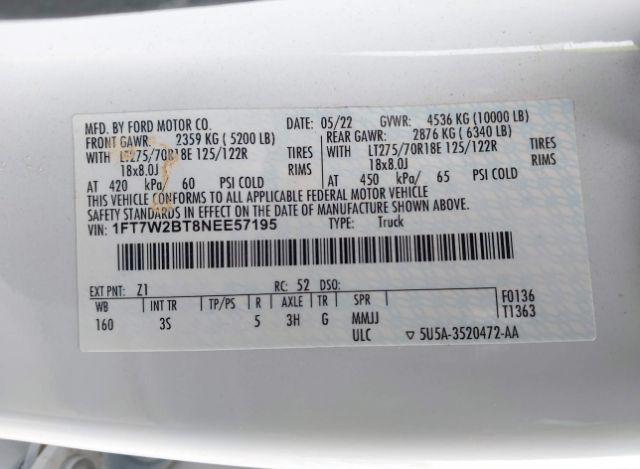 MFD. BY FORD MOTOR CO. DATE: 05/22 GVWR: 4536 KG (10000 LB)
FRONT GAWR: 2359 KG (5200 LB) REAR GAWR: 2876 KG (6340 LB)
WITH LT275/70R18E 125/122R TIRES WITH LT275/70R18E 125/122R TIRES
18x8.0J RIMS 18x8.0J RIMS
AT 420 kPa/ 60 PSI COLD AT 450 kPa/ 65 PSI COLD
THIS VEHICLE CONFORMS TO ALL APPLICABLE FEDERAL MOTOR VEHICLE
SAFETY STANDARDS IN EFFECT ON THE DATE OF MANUFACTURE SHOWN ABOVE.
VIN: 1FT7W2BT8NEE57195 TYPE: Truck
EXT PNT: Z1 RC: 52 DSO:
WB INT TR TP/PS R AXLE TR SPR F0136
160 3S 5 3H G MMJJ T1363
ULC ▽ 5U5A-3520472-AA